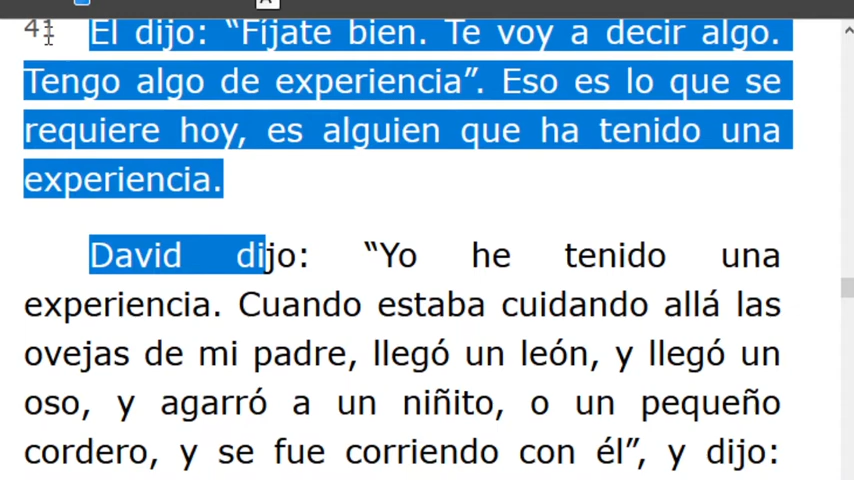 41 El dijo: “Fíjate bien. Te voy a decir algo.
Tengo algo de experiencia”. Eso es lo que se
requiere hoy, es alguien que ha tenido una
experiencia.
David dijo: “Yo he tenido una
experiencia. Cuando estaba cuidando allá las
ovejas de mi padre, llegó un león, y llegó un
oso, y agarró a un niñito, o un pequeño
cordero, y se fue corriendo con él”, y dijo: